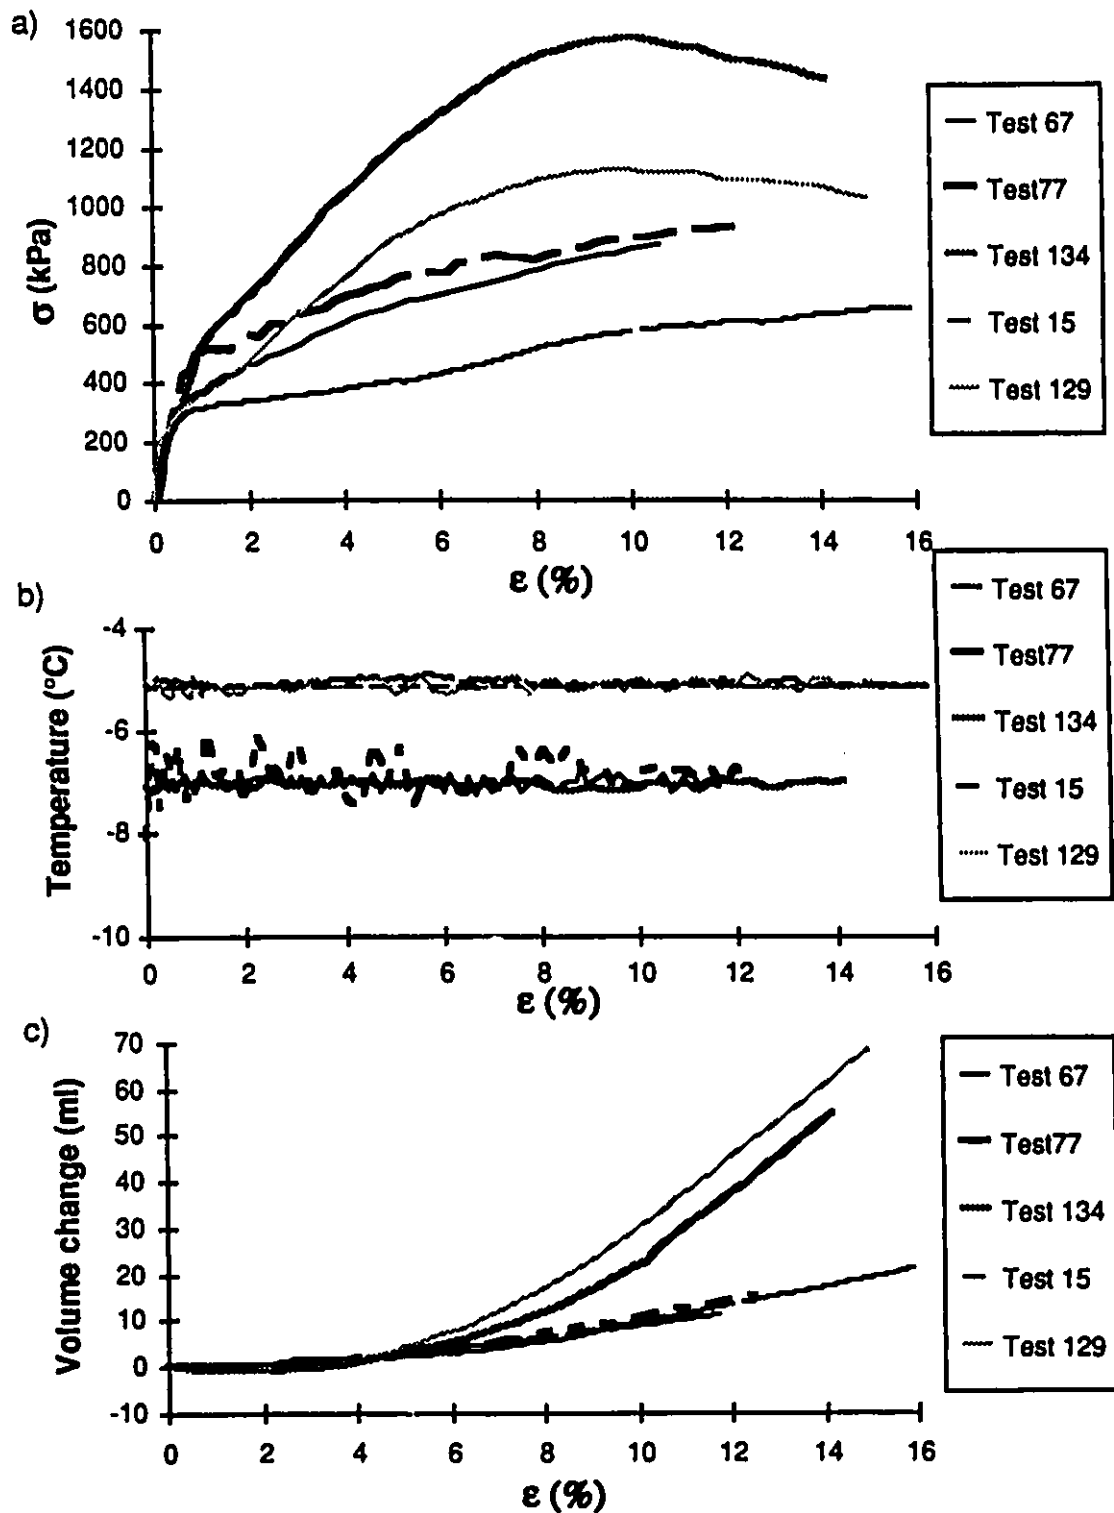 a)
1600
1400
1200
1000
800
600
400
200
0
σ (kPa)
0 2 4 6 8 10 12 14 16
ε (%)
Test 67
Test77
Test 134
Test 15
Test 129
b)
-4
-6
-8
-10
Temperature (°C)
0 2 4 6 8 10 12 14 16
ε (%)
Test 67
Test77
Test 134
Test 15
Test 129
c)
70
60
50
40
30
20
10
0
-10
Volume change (ml)
0 2 4 6 8 10 12 14 16
ε (%)
Test 67
Test77
Test 134
Test 15
Test 129